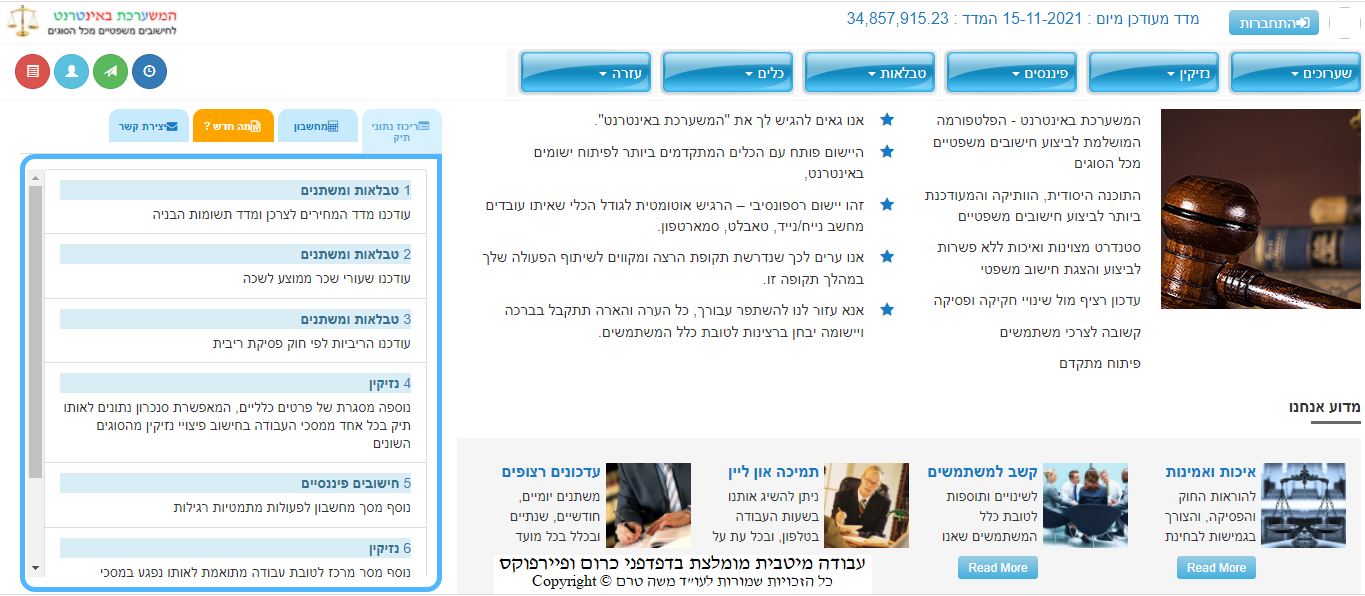 המשערכת באינטרנט
לחישובים משפטיים מכל הסוגים
מדד מעודכן מיום : 15-11-2021 המדד : 34,857,915.23
התחברות
שערוכים
נזיקין
פיננסים
טבלאות
כלים
עזרה
המשערכת באינטרנט - הפלטפורמה
המושלמת לביצוע חישובים משפטיים
מכל הסוגים
התוכנה היסודית, הוותיקה והמעודכנת
ביותר לביצוע חישובים משפטיים
סטנדרט מצוינות ואיכות ללא פשרות
לביצוע והצגת חישוב משפטי
עדכון רציף מול שינויי חקיקה ופסיקה
קשובה לצרכי משתמשים
פיתוח מתקדם
אנו גאים להגיש לך את "המשערכת באינטרנט".
היישום פותח עם הכלים המתקדמים ביותר לפיתוח ישומים
באינטרנט,
זהו יישום רספונסיבי – הרגיש אוטומטית לגודל הכלי שאיתו עובדים
מחשב נייח/נייד, טאבלט, סמארטפון.
אנו ערים לכך שנדרשת תקופת הרצה ומקווים לשיתוף הפעולה שלך
במהלך תקופה זו.
אנא עזור לנו להשתפר עבורך, כל הערה והארה תתקבל בברכה
ויישומה יבחן ברצינות לטובת כלל המשתמשים.
ריכוז נתוני
תיק
מחשבון
מה חדש ?
יצירת קשר
1 טבלאות ומשתנים
עודכנו מדד המחירים לצרכן ומדד תשומות הבניה
2 טבלאות ומשתנים
עודכנו שעורי שכר ממוצע לשכה
3 טבלאות ומשתנים
עודכנו הריביות לפי חוק פסיקת ריבית
4 נזיקין
נוספה מסגרת של פרטים כלליים, המאפשרת סנכרון נתונים לאותו
תיק בכל אחד ממסכי העבודה בחישוב פיצויי נזיקין מהסוגים
השונים
5 חישובים פיננסיים
נוסף מסך מחשבון לפעולות מתמטיות רגילות
6 נזיקין
נוסף מסך מרכז לטובת עבודה מתואמת לאותו נפגע במסכי
מדוע אנחנו
איכות ואמינות
להוראות החוק
והפסיקה, והצורך
בגמישות לבחינת
Read More
קשב למשתמשים
לשינויים ותוספות
לטובת כלל
המשתמשים שאנו
Read More
תמיכה און ליין
ניתן להשיג אותנו
בשעות העבודה
בטלפון, ובכל עת על
עדכונים רצופים
משתנים יומיים,
חודשיים, שנתיים
ובכלל בכל מועד
עבודה מיטבית מומלצת בדפדפני כרום ופיירפוקס
כל הזכויות שמורות לעו״ד משה טרם © Copyright